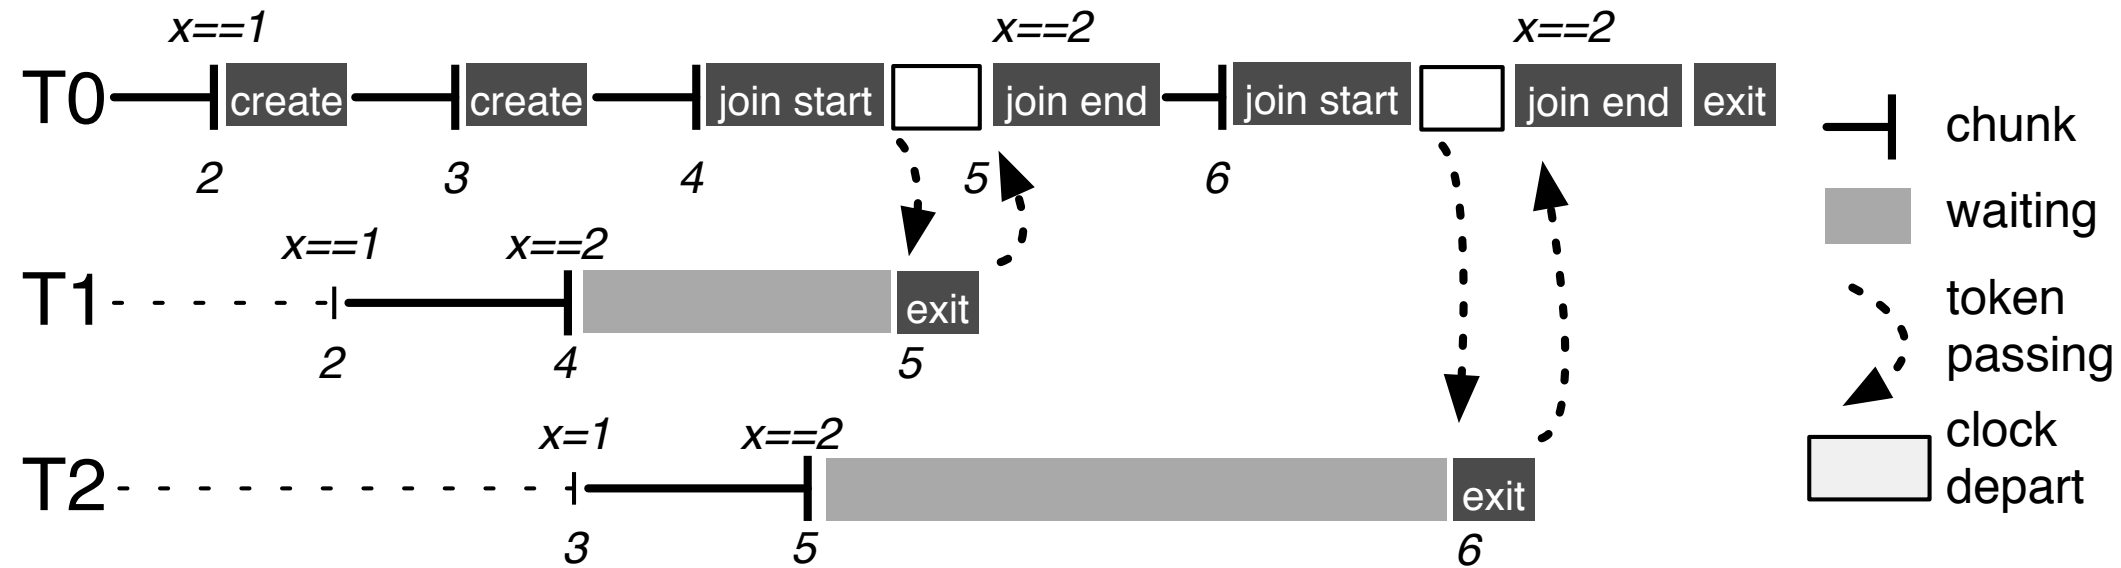 x==1 x==2 x==2
T0 create create join start join end join start join end exit
2 3 4 5 6
x==1 x==2
T1 exit
2 4 5
x=1 x==2
T2 exit
3 5 6
chunk
waiting
token
passing
clock
depart